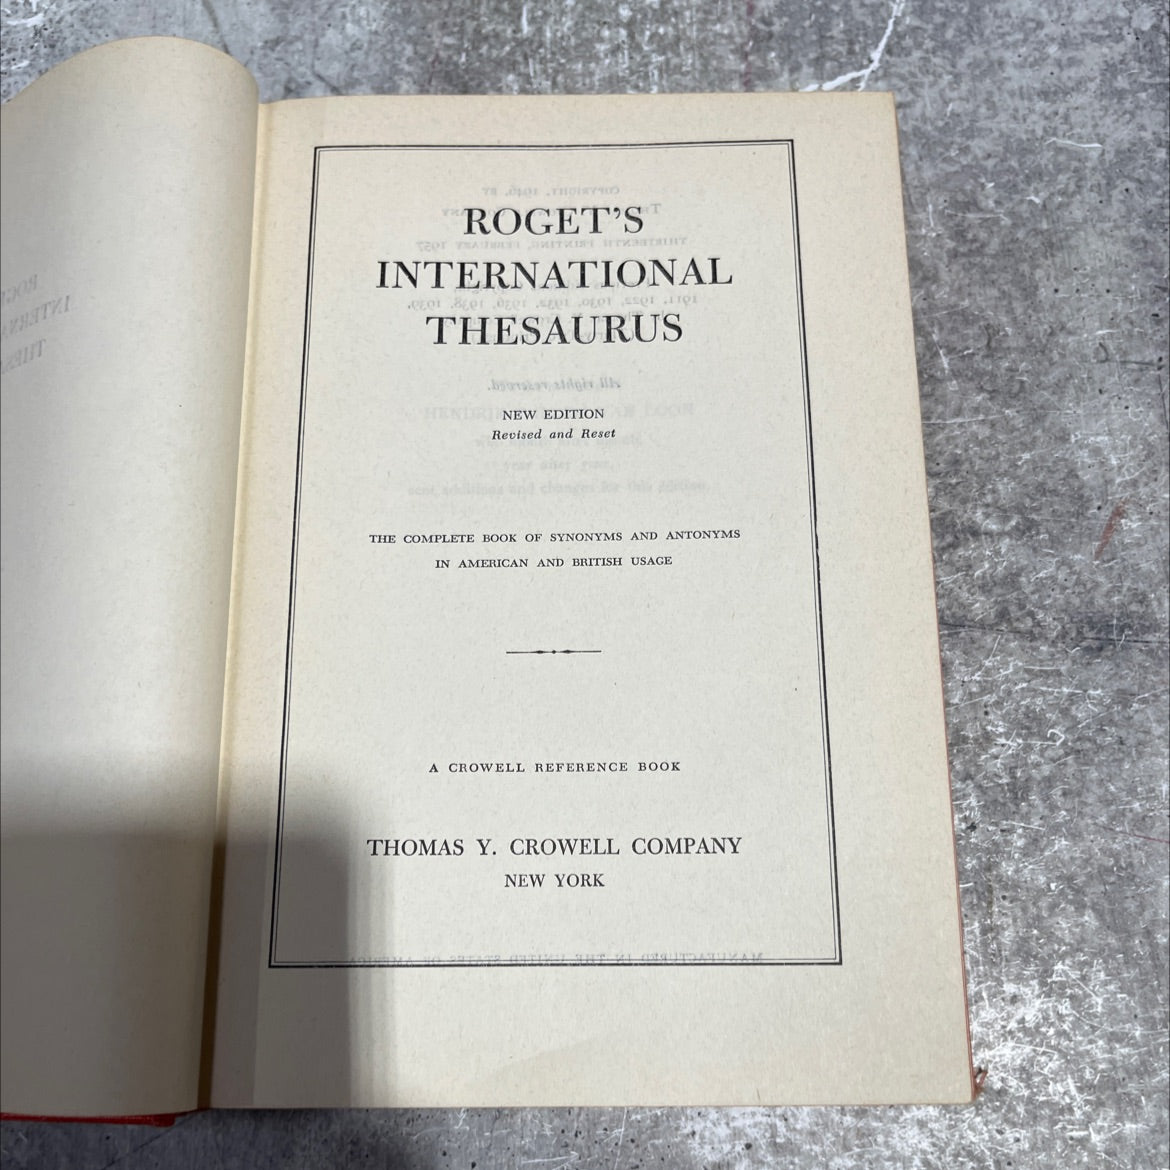 ROGET'S
INTERNATIONAL
THESAURUS
NEW EDITION
Revised and Reset
THE COMPLETE BOOK OF SYNONYMS AND ANTONYMS
IN AMERICAN AND BRITISH USAGE
A CROWELL REFERENCE BOOK
THOMAS Y. CROWELL COMPANY
NEW YORK